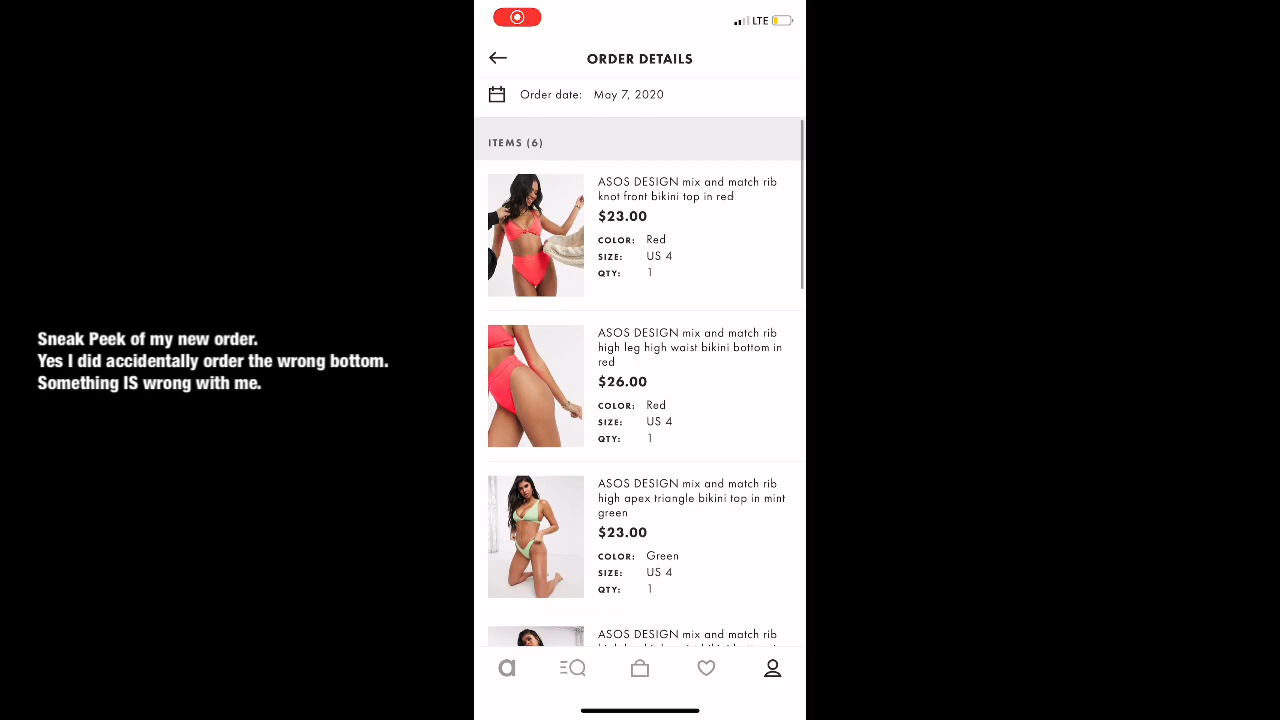 LTE
ORDER DETAILS
Order date: May 7, 2020
ITEMS (6)
ASOS DESIGN mix and match rib
knot front bikini top in red
$23.00
COLOR: Red
SIZE: US 4
QTY: 1
ASOS DESIGN mix and match rib
high leg high waist bikini bottom in
red
$26.00
COLOR: Red
SIZE: US 4
QTY: 1
ASOS DESIGN mix and match rib
high apex triangle bikini top in mint
green
$23.00
COLOR: Green
SIZE: US 4
QTY: 1
ASOS DESIGN mix and match rib
Sneak Peek of my new order.
Yes I did accidentally order the wrong bottom.
Something IS wrong with me.